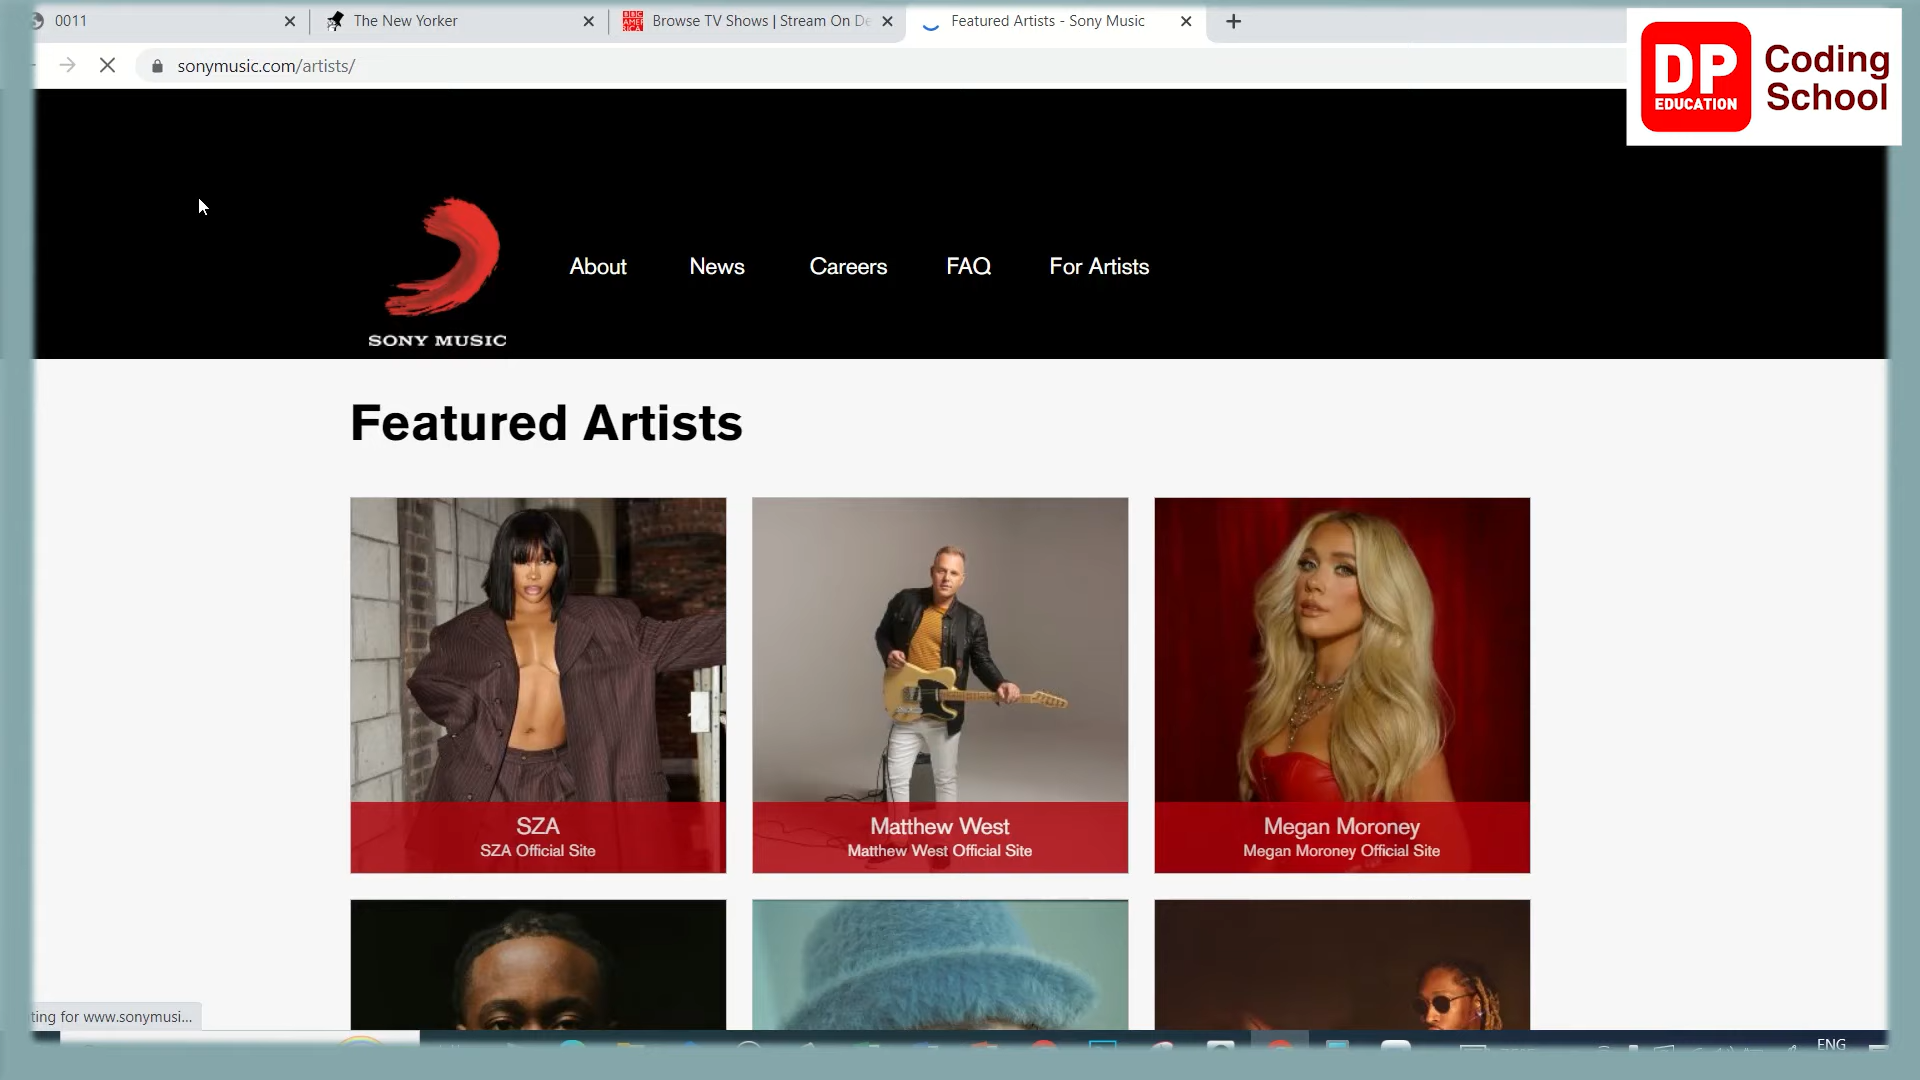 0011
The New Yorker
Browse TV Shows | Stream On De
Featured Artists - Sony Music
sonymusic.com/artists/
DP
EDUCATION
Coding
School
About
News
Careers
FAQ
For Artists
SONY MUSIC
Featured Artists
SZA
SZA Official Site
Matthew West
Matthew West Official Site
Megan Moroney
Megan Moroney Official Site
ting for www.sonymusi...
ENG